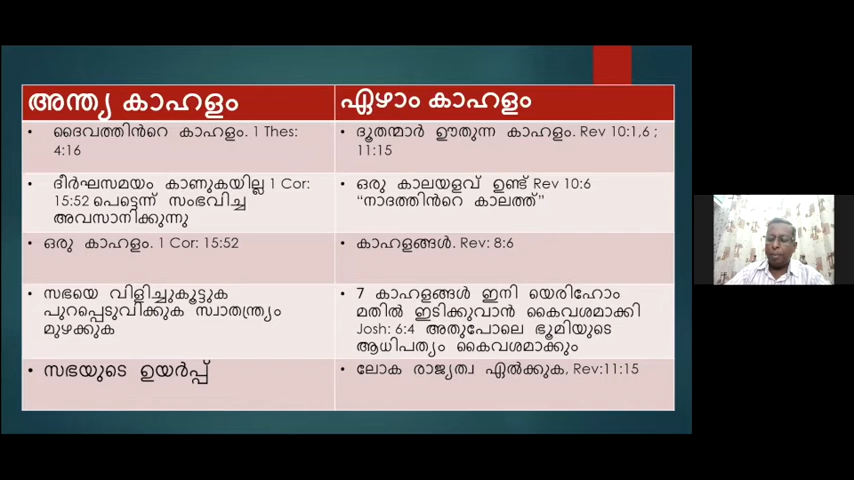 അന്ത്യ കാഹളം
ഏഴാം കാഹളം
• ദൈവത്തിൻറെ കാഹളം. 1 Thes:
4:16
• ദൂതന്മാർ ഊതുന്ന കാഹളം. Rev 10:1,6 ;
11:15
• ദീർഘസമയം കാണുകയില്ല 1 Cor:
15:52 പെട്ടെന്ന് സംഭവിച്ച
അവസാനിക്കുന്നു
• ഒരു കാലയളവ് ഉണ്ട് Rev 10:6
“നാദത്തിൻറെ കാലത്ത്”
• ഒരു കാഹളം. 1 Cor: 15:52
• കാഹളങ്ങൾ. Rev: 8:6
• സഭയെ വിളിച്ചുകൂട്ടുക
പുറപ്പെടുവിക്കുക സ്വാതന്ത്ര്യം
മുഴക്കുക
• 7 കാഹളങ്ങൾ ഇനി യെരിഹോം
മതിൽ ഇടിക്കുവാൻ കൈവശമാക്കി
Josh: 6:4 അതുപോലെ ഭൂമിയുടെ
ആധിപത്യം കൈവശമാക്കും
• സഭയുടെ ഉയർപ്പ്
• ലോക രാജ്യത്വ ഏൽക്കുക, Rev:11:15